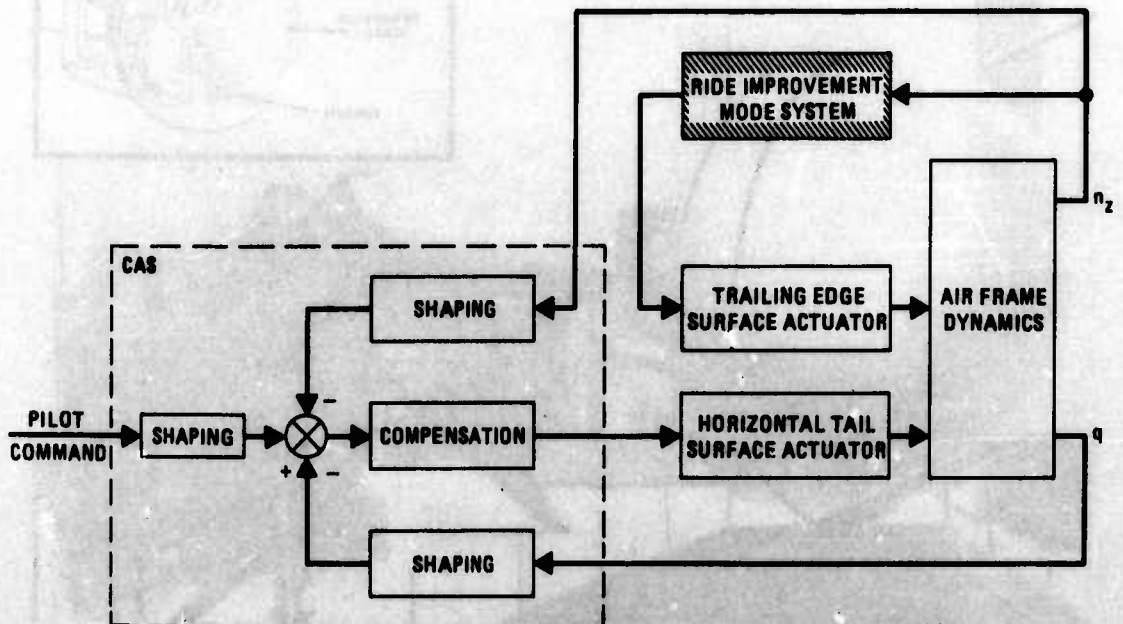 RIDE IMPROVEMENT
MODE SYSTEM
n_z
CAS
SHAPING
TRAILING EDGE
SURFACE ACTUATOR
AIR FRAME
DYNAMICS
−
PILOT
COMMAND
SHAPING
COMPENSATION
HORIZONTAL TAIL
SURFACE ACTUATOR
q
+ −
SHAPING